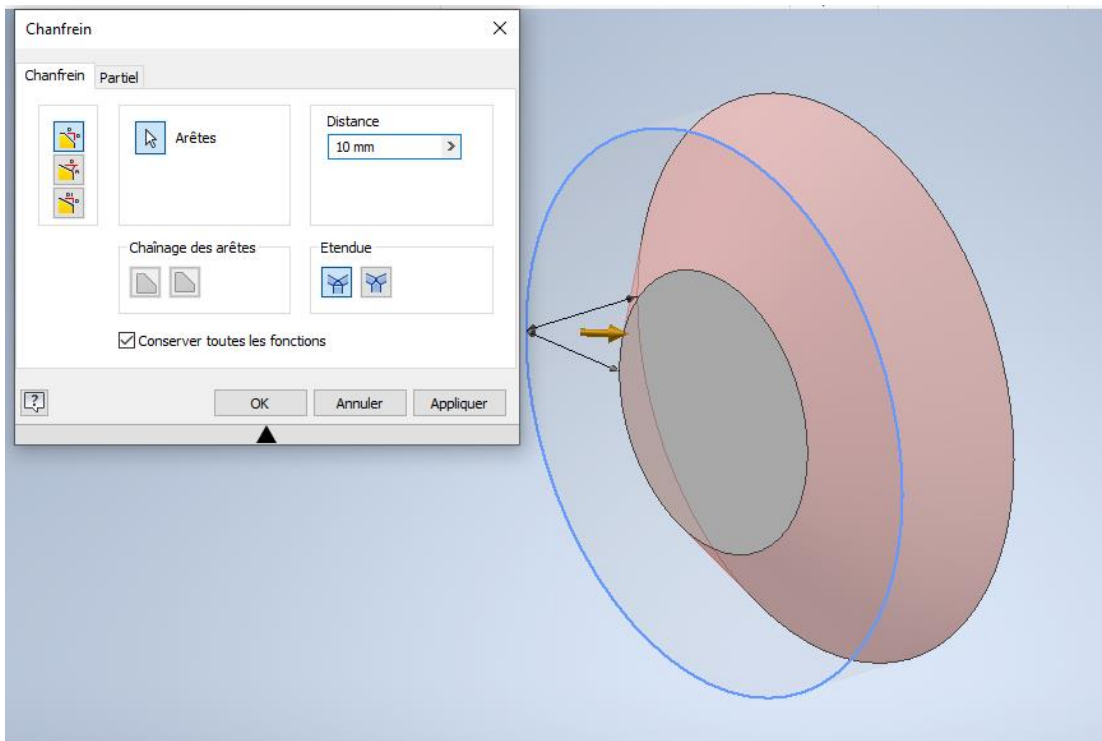 Chanfrein
Chanfrein Partiel
Arêtes
Distance
10 mm
Chaînage des arêtes
Etendue
Conserver toutes les fonctions
OK Annuler Appliquer